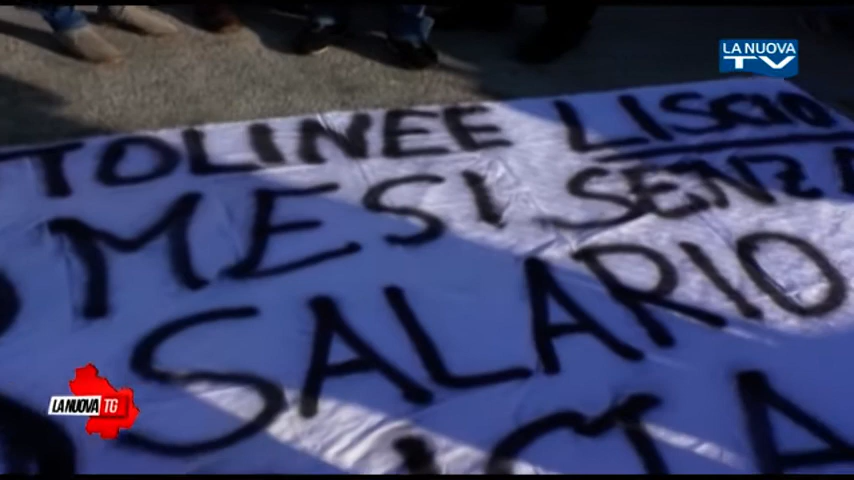 LA NUOVA
TV
TOLINEE LISCIO
MESI SENZA
SALARIO
LA NUOVA TG